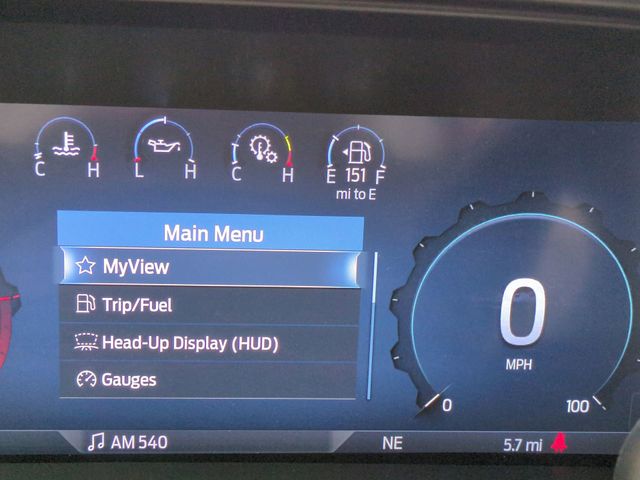 C H L H C H E 151 F
mi to E
Main Menu
MyView
Trip/Fuel
Head-Up Display (HUD)
Gauges
0
MPH
0 100
AM 540 NE 5.7 mi